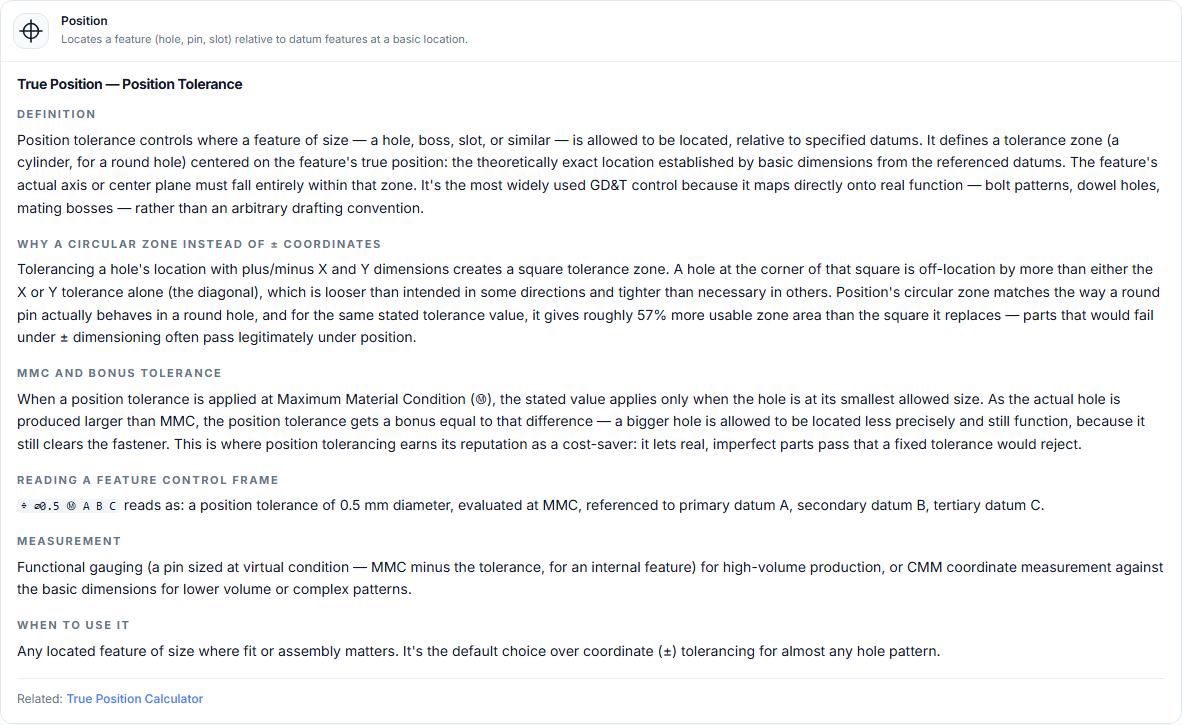 Position
Locates a feature (hole, pin, slot) relative to datum features at a basic location.
True Position — Position Tolerance
DEFINITION
Position tolerance controls where a feature of size — a hole, boss, slot, or similar — is allowed to be located, relative to specified datums. It defines a tolerance zone (a
cylinder, for a round hole) centered on the feature's true position: the theoretically exact location established by basic dimensions from the referenced datums. The feature's
actual axis or center plane must fall entirely within that zone. It's the most widely used GD&T control because it maps directly onto real function — bolt patterns, dowel holes,
mating bosses — rather than an arbitrary drafting convention.
WHY A CIRCULAR ZONE INSTEAD OF ± COORDINATES
Tolerancing a hole's location with plus/minus X and Y dimensions creates a square tolerance zone. A hole at the corner of that square is off-location by more than either the
X or Y tolerance alone (the diagonal), which is looser than intended in some directions and tighter than necessary in others. Position's circular zone matches the way a round
pin actually behaves in a round hole, and for the same stated tolerance value, it gives roughly 57% more usable zone area than the square it replaces — parts that would fail
under ± dimensioning often pass legitimately under position.
MMC AND BONUS TOLERANCE
When a position tolerance is applied at Maximum Material Condition (Ⓜ), the stated value applies only when the hole is at its smallest allowed size. As the actual hole is
produced larger than MMC, the position tolerance gets a bonus equal to that difference — a bigger hole is allowed to be located less precisely and still function, because it
still clears the fastener. This is where position tolerancing earns its reputation as a cost-saver: it lets real, imperfect parts pass that a fixed tolerance would reject.
READING A FEATURE CONTROL FRAME
⌖ ⌀0.5 Ⓜ A B C reads as: a position tolerance of 0.5 mm diameter, evaluated at MMC, referenced to primary datum A, secondary datum B, tertiary datum C.
MEASUREMENT
Functional gauging (a pin sized at virtual condition — MMC minus the tolerance, for an internal feature) for high-volume production, or CMM coordinate measurement against
the basic dimensions for lower volume or complex patterns.
WHEN TO USE IT
Any located feature of size where fit or assembly matters. It's the default choice over coordinate (±) tolerancing for almost any hole pattern.
Related: True Position Calculator